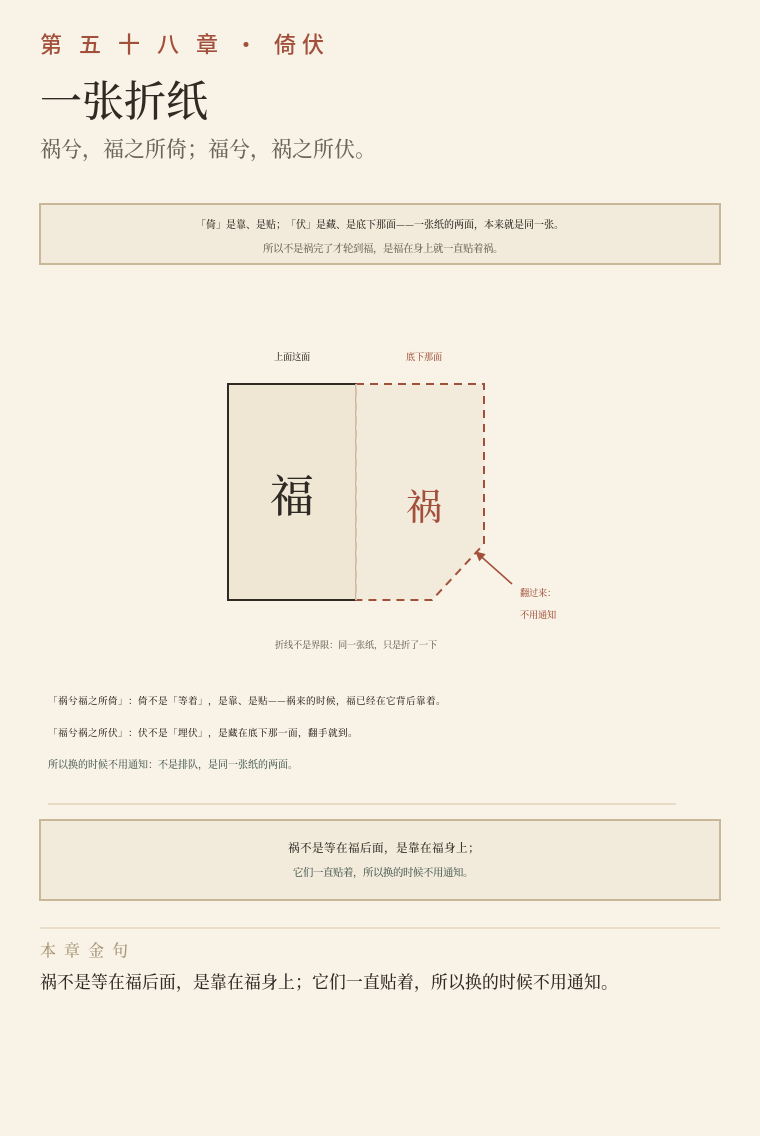 第五十八章·倚伏
一张折纸
祸兮，福之所倚；福兮，祸之所伏。
「倚」是靠、是贴；「伏」是藏、是底下那面——一张纸的两面，本来就是同一张。
所以不是祸完了才轮到福，是福在身上就一直贴着祸。
上面这面
底下那面
福
祸
翻过来：
不用通知
折线不是界限：同一张纸，只是折了一下
「祸兮福之所倚」：倚不是「等着」，是靠、是贴——祸来的时候，福已经在它背后靠着。
「福兮祸之所伏」：伏不是「埋伏」，是藏在底下那一面，翻手就到。
所以换的时候不用通知：不是排队，是同一张纸的两面。
祸不是等在福后面，是靠在福身上；
它们一直贴着，所以换的时候不用通知。
本章金句
祸不是等在福后面，是靠在福身上；它们一直贴着，所以换的时候不用通知。